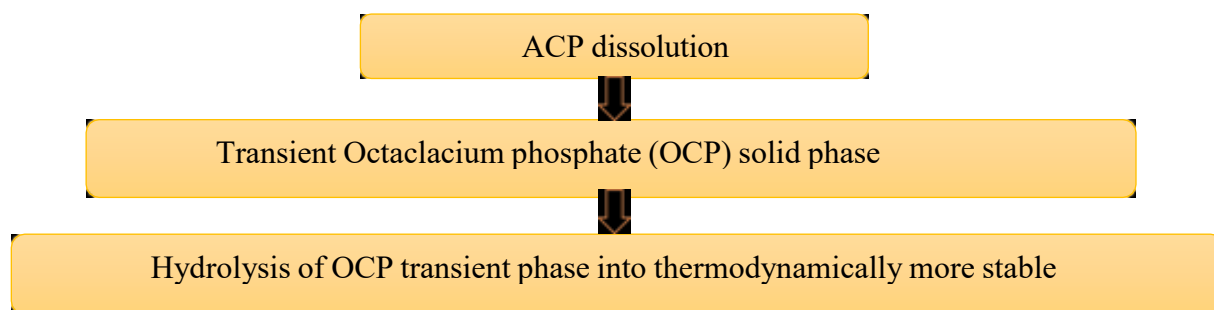 ACP dissolution
Transient Octaclacium phosphate (OCP) solid phase
Hydrolysis of OCP transient phase into thermodynamically more stable